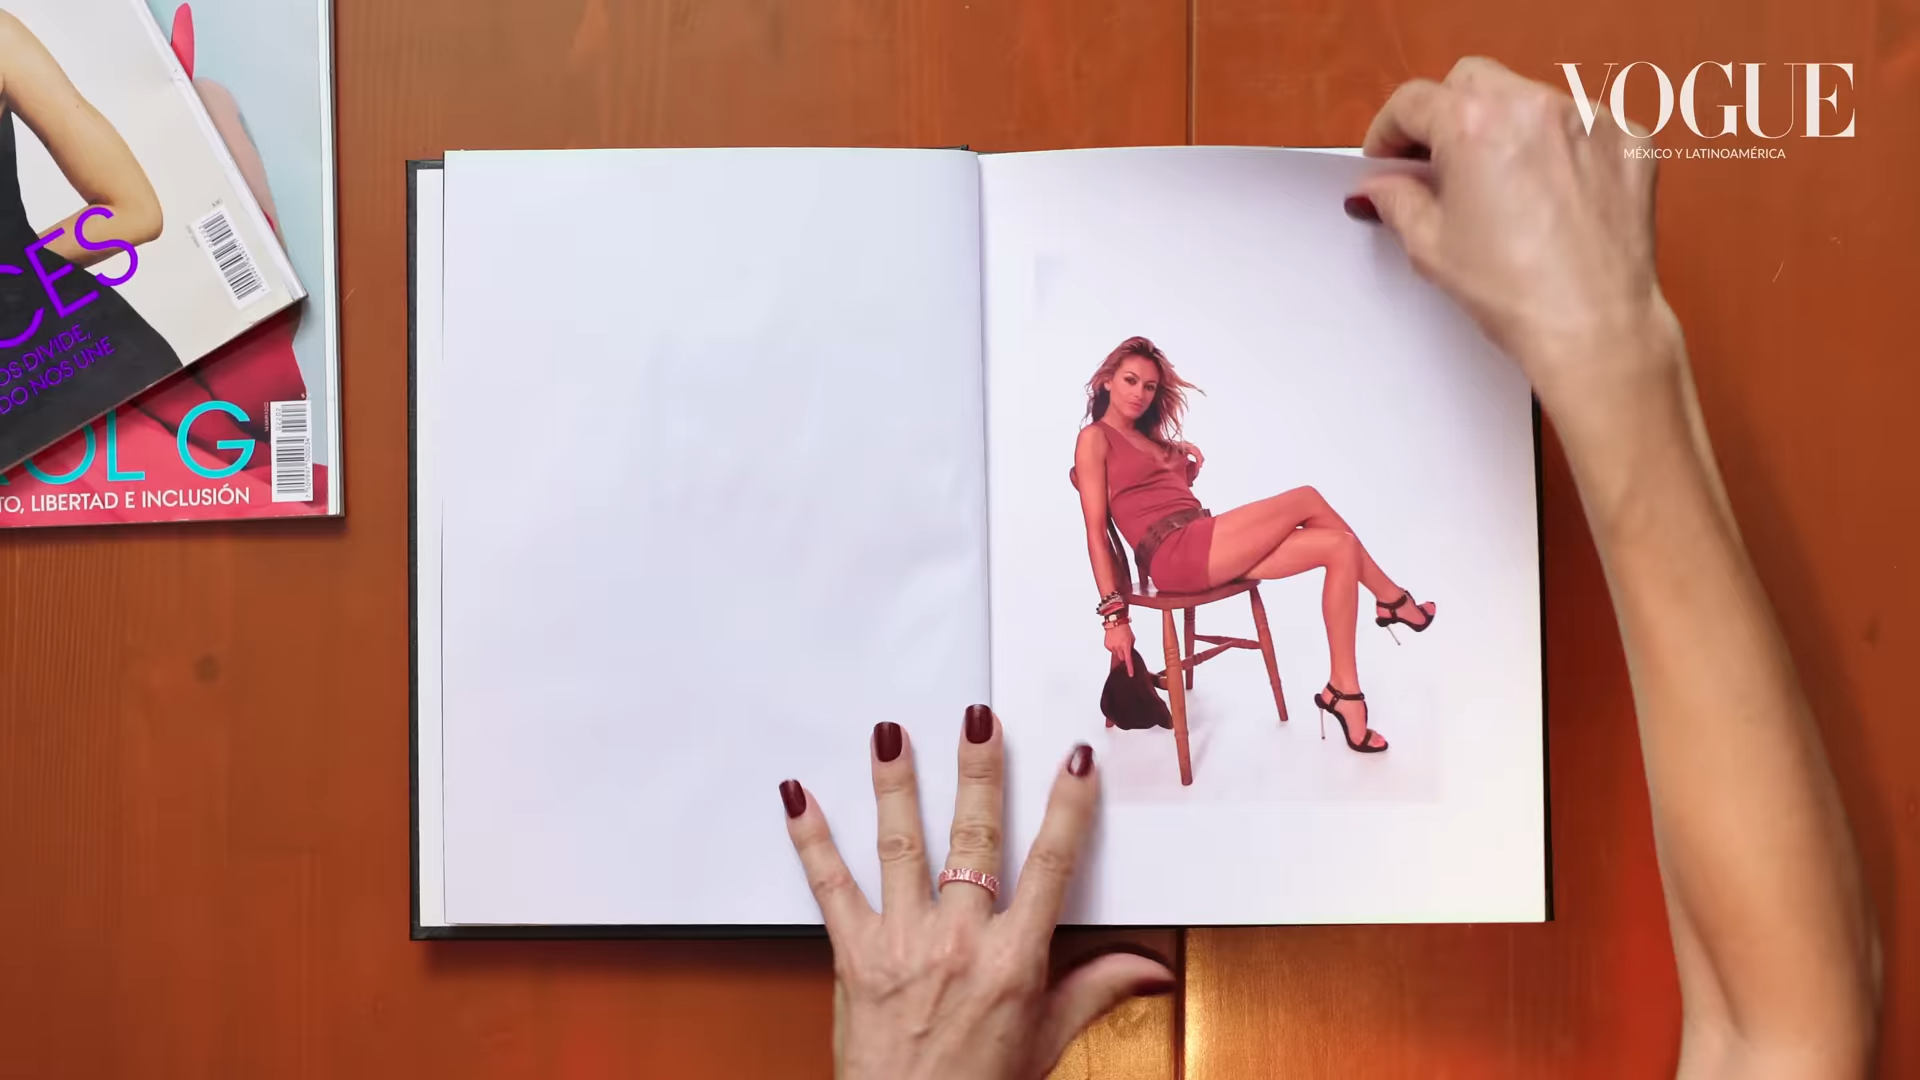 VOGUE
MÉXICO Y LATINOAMÉRICA
CES
OS DIVIDE,
DO NOS UNE
OL G
TO, LIBERTAD E INCLUSIÓN